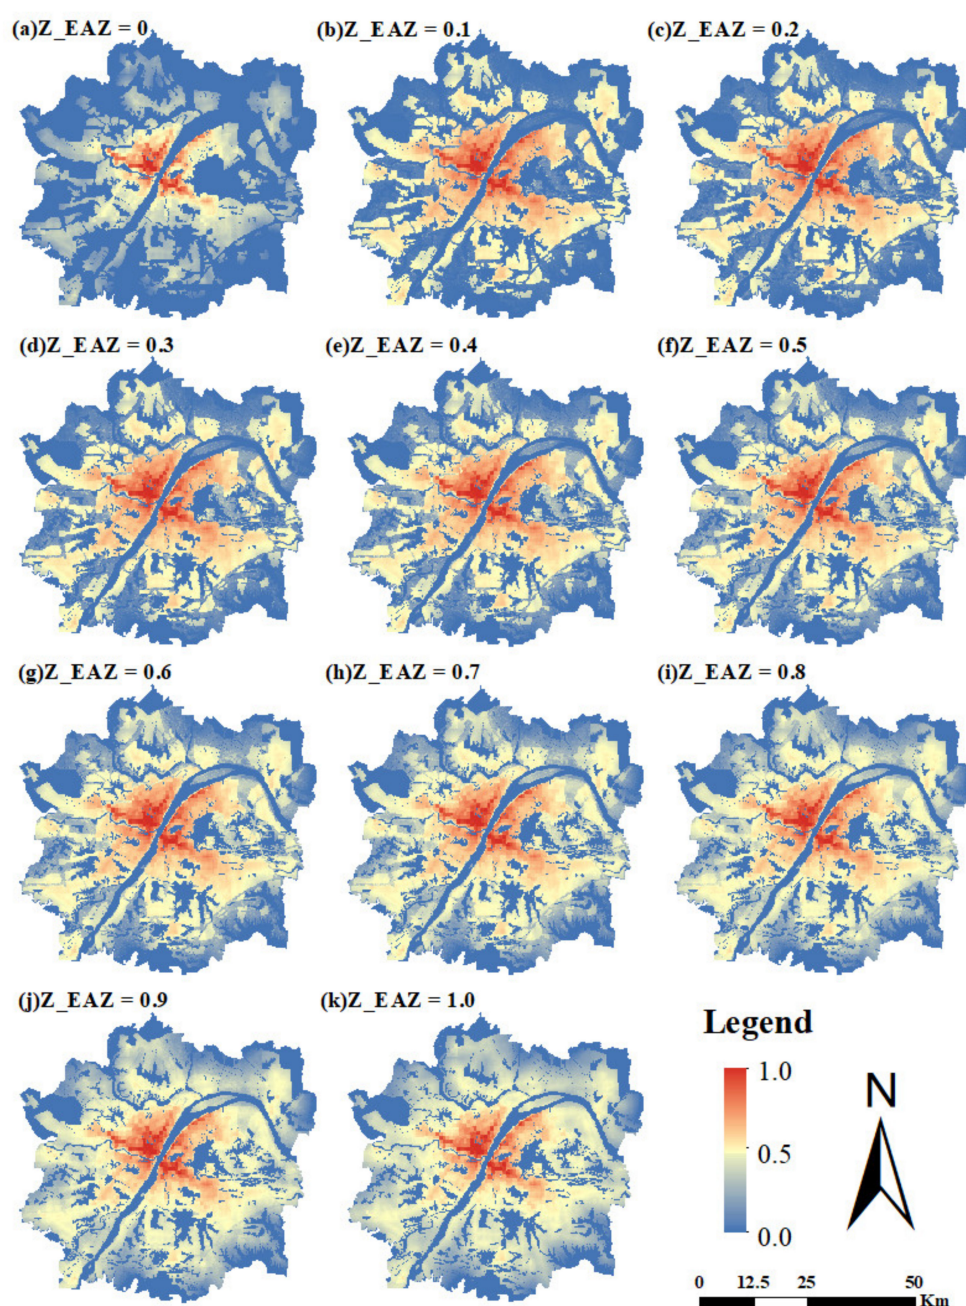 (a)Z_EAZ = 0
(b)Z_EAZ = 0.1
(c)Z_EAZ = 0.2
(d)Z_EAZ = 0.3
(e)Z_EAZ = 0.4
(f)Z_EAZ = 0.5
(g)Z_EAZ = 0.6
(h)Z_EAZ = 0.7
(i)Z_EAZ = 0.8
(j)Z_EAZ = 0.9
(k)Z_EAZ = 1.0
Legend
1.0
0.5
0.0
N
0 12.5 25 50
Km